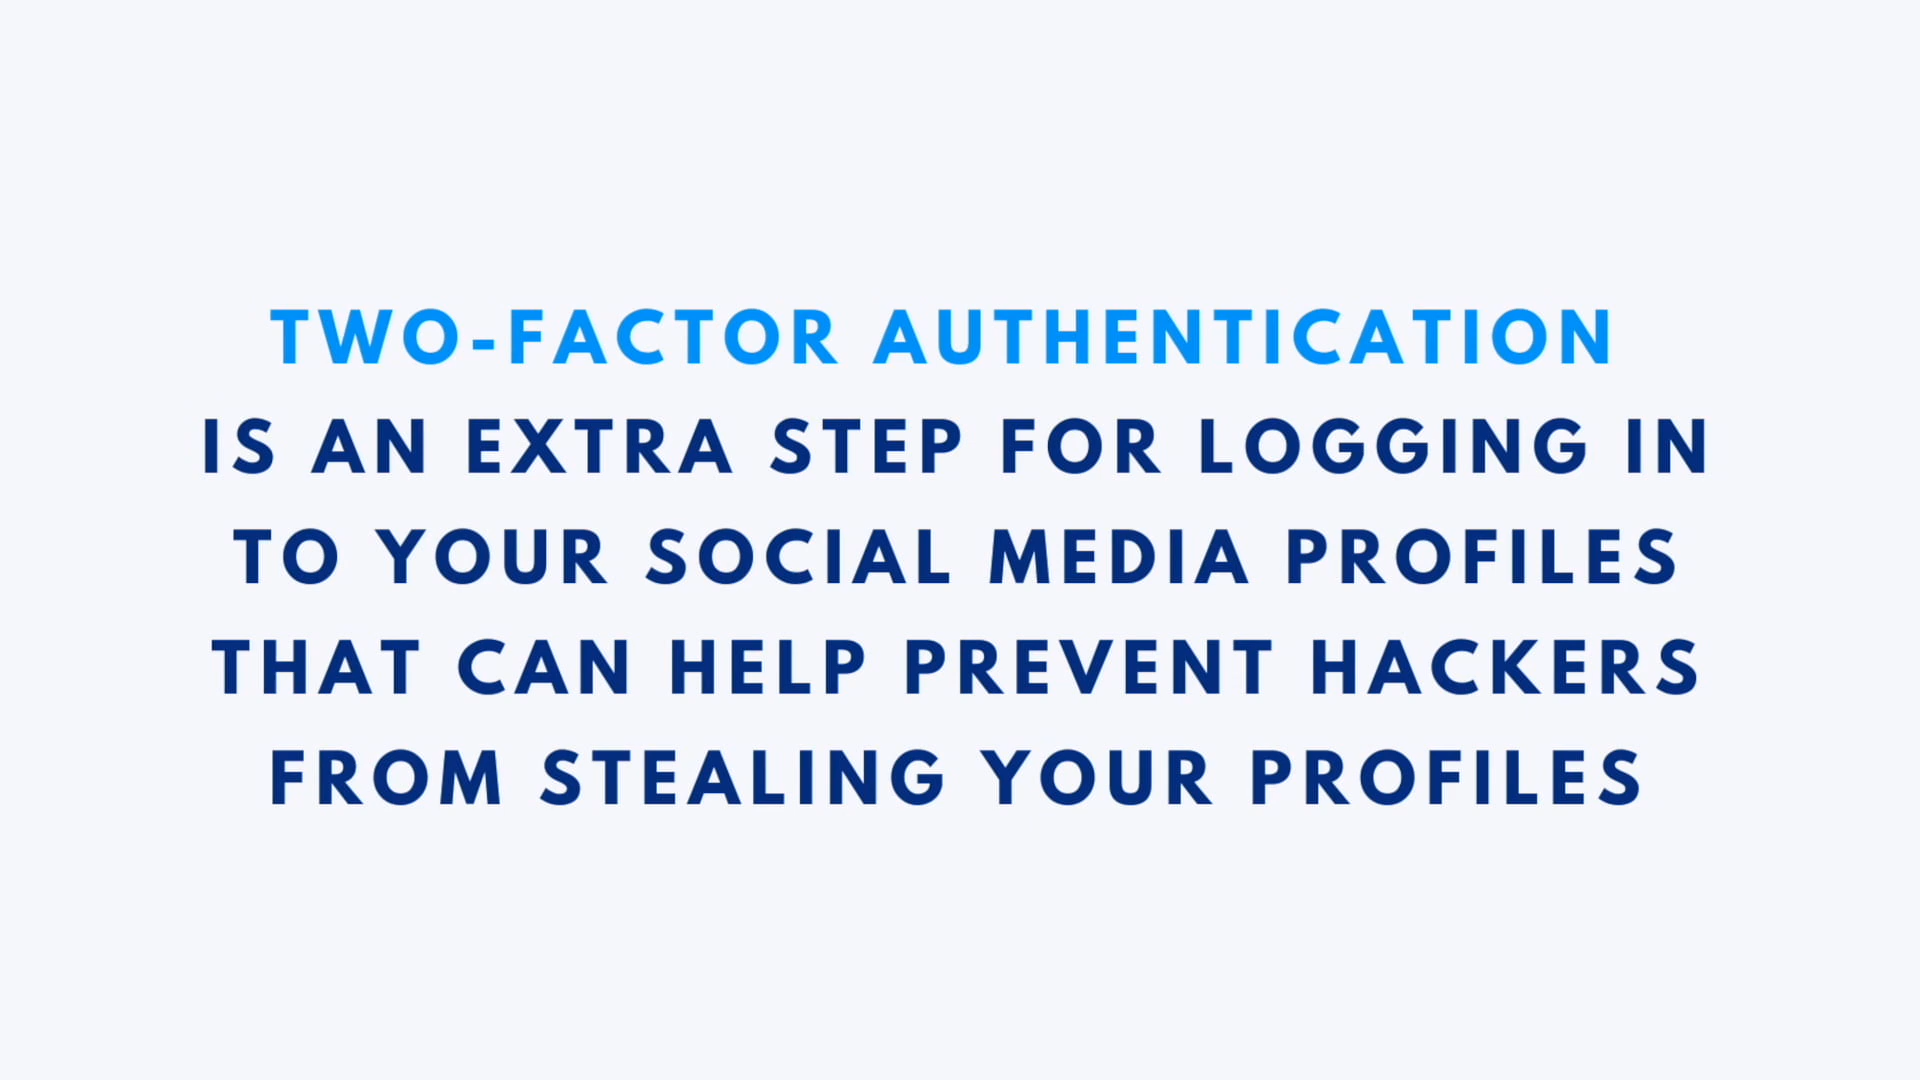 TWO-FACTOR AUTHENTICATION
IS AN EXTRA STEP FOR LOGGING IN
TO YOUR SOCIAL MEDIA PROFILES
THAT CAN HELP PREVENT HACKERS
FROM STEALING YOUR PROFILES